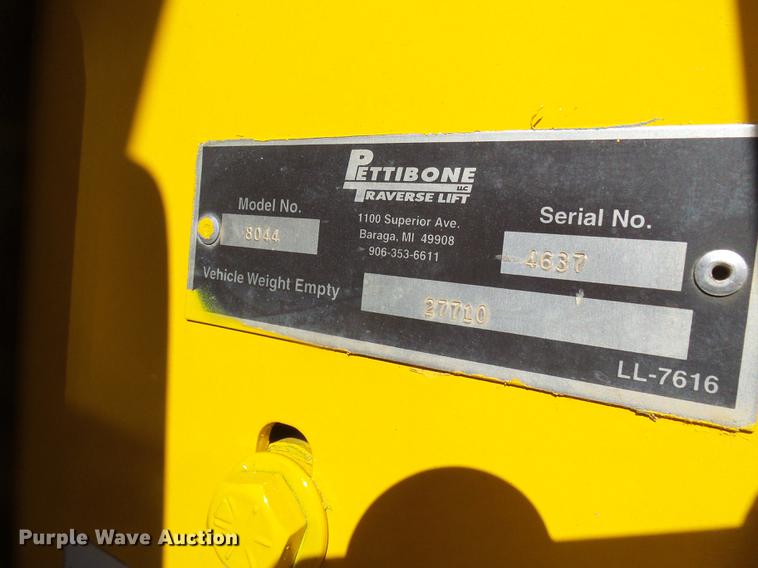 PETTIBONE
LLC
TRAVERSE LIFT
1100 Superior Ave.
Baraga, MI 49908
906-353-6611
Model No.
8044
Serial No.
4637
Vehicle Weight Empty
27710
LL-7616
Purple Wave Auction